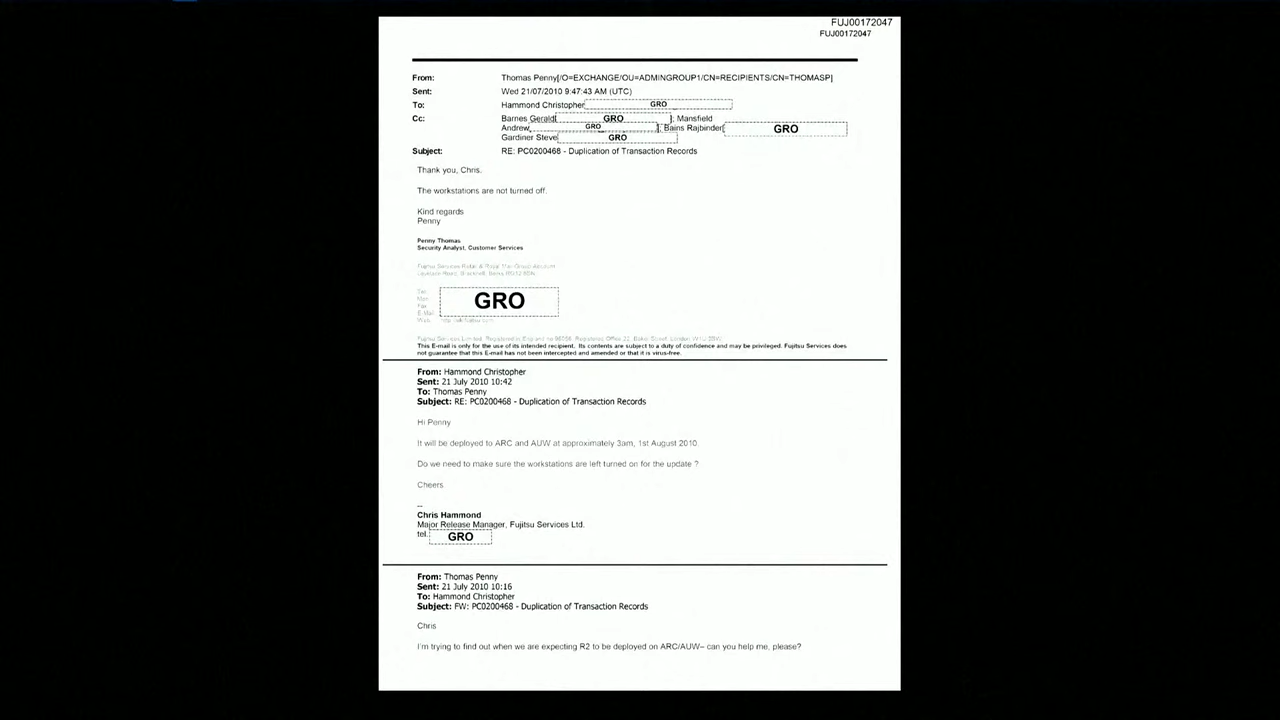 FUJ00172047
FUJ00172047
From: Thomas Penny[/O=EXCHANGE/OU=ADMINGROUP1/CN=RECIPIENTS/CN=THOMASP]
Sent: Wed 21/07/2010 9:47:43 AM (UTC)
To: Hammond Christopher GRO
Cc: Barnes Gerald[ GRO ]; Mansfield
Andrew GRO ]; Bains Rajbinder[ GRO
Gardiner Steve GRO
Subject: RE: PC0200468 - Duplication of Transaction Records
Thank you, Chris.
The workstations are not turned off.
Kind regards
Penny
Penny Thomas
Security Analyst, Customer Services
Fujitsu Services Retail & Royal Mail Group Account
GRO
This E-mail is only for the use of its intended recipient. Its contents are subject to a duty of confidence and may be privileged. Fujitsu Services does
not guarantee that this E-mail has not been intercepted and amended or that it is virus-free.
From: Hammond Christopher
Sent: 21 July 2010 10:42
To: Thomas Penny
Subject: RE: PC0200468 - Duplication of Transaction Records
Hi Penny
It will be deployed to ARC and AUW at approximately 3am, 1st August 2010.
Do we need to make sure the workstations are left turned on for the update ?
Cheers
--
Chris Hammond
Major Release Manager, Fujitsu Services Ltd.
tel. GRO
From: Thomas Penny
Sent: 21 July 2010 10:16
To: Hammond Christopher
Subject: FW: PC0200468 - Duplication of Transaction Records
Chris
I'm trying to find out when we are expecting R2 to be deployed on ARC/AUW– can you help me, please?